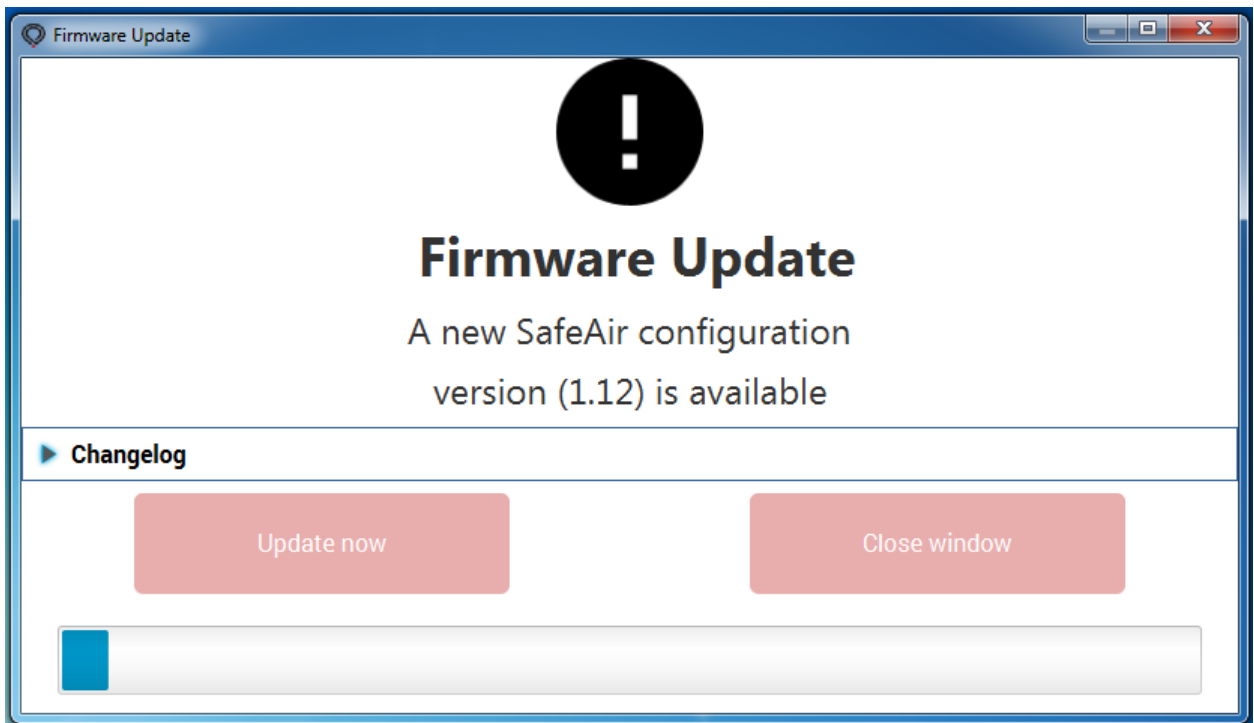 Firmware Update
Firmware Update
A new SafeAir configuration
version (1.12) is available
Changelog
Update now
Close window